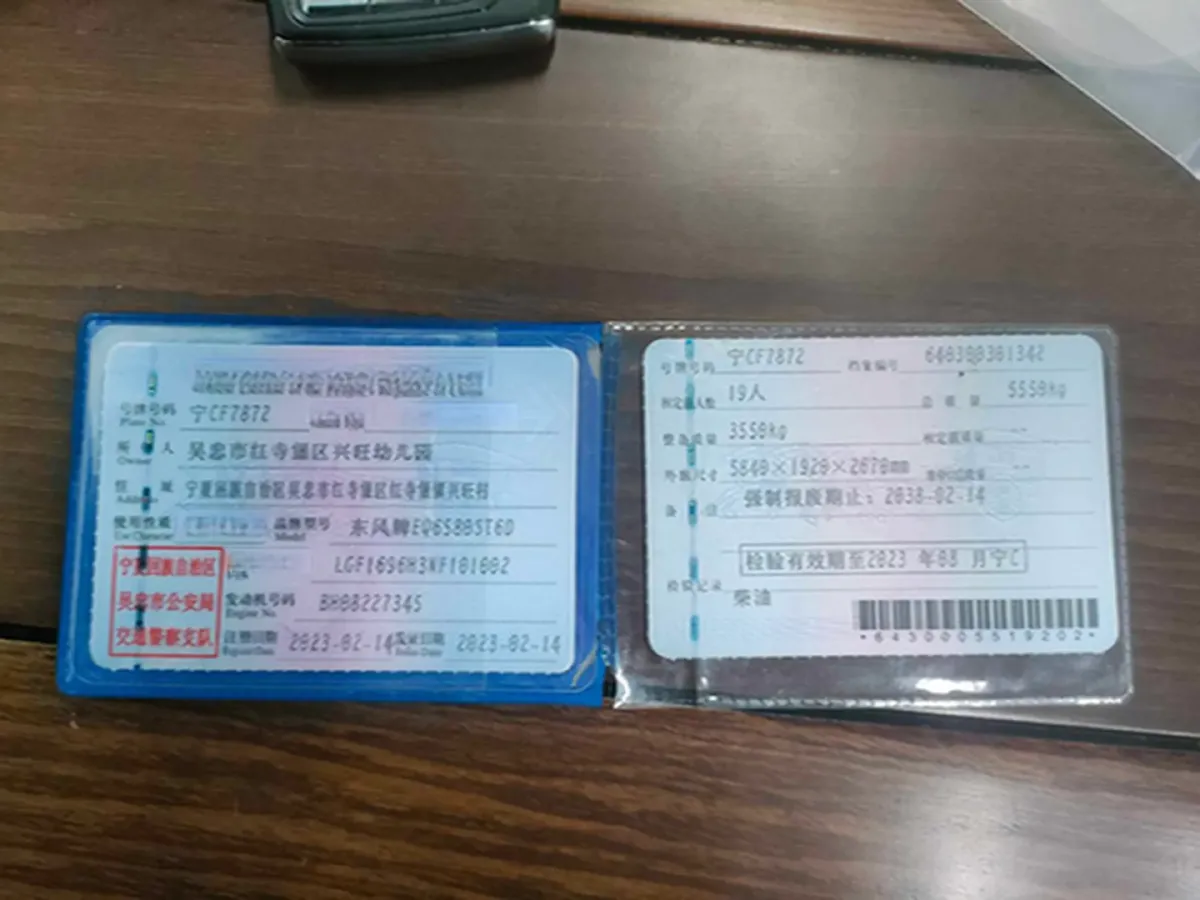 号牌号码 宁CF7872
Plate No.
所有人 吴忠市红寺堡区兴旺幼儿园
Owner
住址 宁夏回族自治区吴忠市红寺堡区红寺堡镇兴旺村
Address
使用性质 品牌型号 东风牌EQ6580ST6D
Use Character Model
宁夏回族自治区
吴忠市公安局
交通警察支队
发动机号码 BH08227345
Engine No.
注册日期 2023-02-14 发证日期 2023-02-14
Register Date Issue Date
号牌号码 宁CF7872 档案编号
核定载人数 19人 总质量 5550kg
整备质量 3550kg 核定载质量 --
外廓尺寸 5840×1920×2670mm --
备注 强制报废期止：2038-02-14
检验有效期至2023 年08 月宁C
检验记录
柴油
*6430005519202*